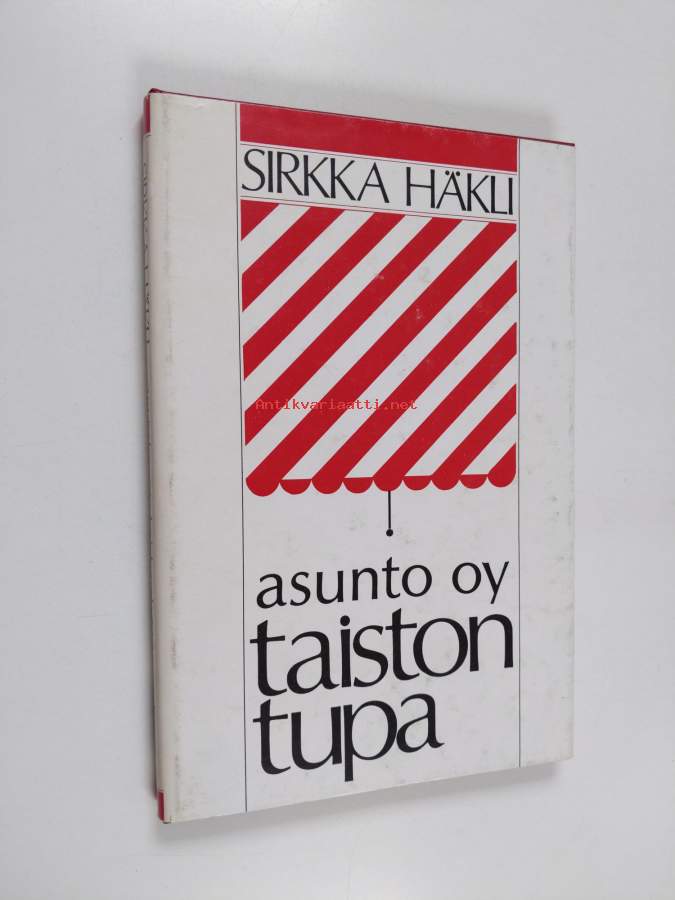 SIRKKA HÄKLI
Antikvariaatti.net
asunto oy
taiston
tupa